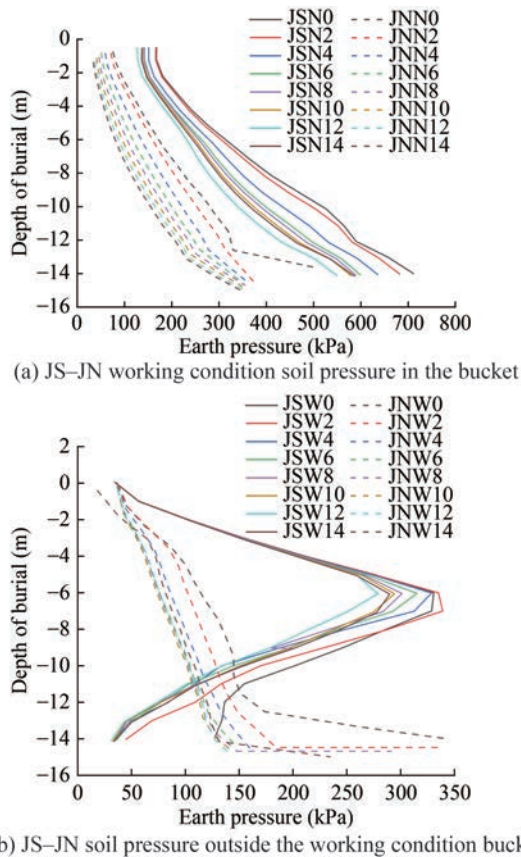 JSN0 JNN0
JSN2 JNN2
JSN4 JNN4
JSN6 JNN6
JSN8 JNN8
JSN10 JNN10
JSN12 JNN12
JSN14 JNN14
Depth of burial (m)
0
−2
−4
−6
−8
−10
−12
−14
−16
0 100 200 300 400 500 600 700 800
Earth pressure (kPa)
(a) JS–JN working condition soil pressure in the bucket
JSW0 JNW0
JSW2 JNW2
JSW4 JNW4
JSW6 JNW6
JSW8 JNW8
JSW10 JNW10
JSW12 JNW12
JSW14 JNW14
Depth of burial (m)
2
0
−2
−4
−6
−8
−10
−12
−14
−16
0 50 100 150 200 250 300 350
Earth pressure (kPa)
b) JS–JN soil pressure outside the working condition buck